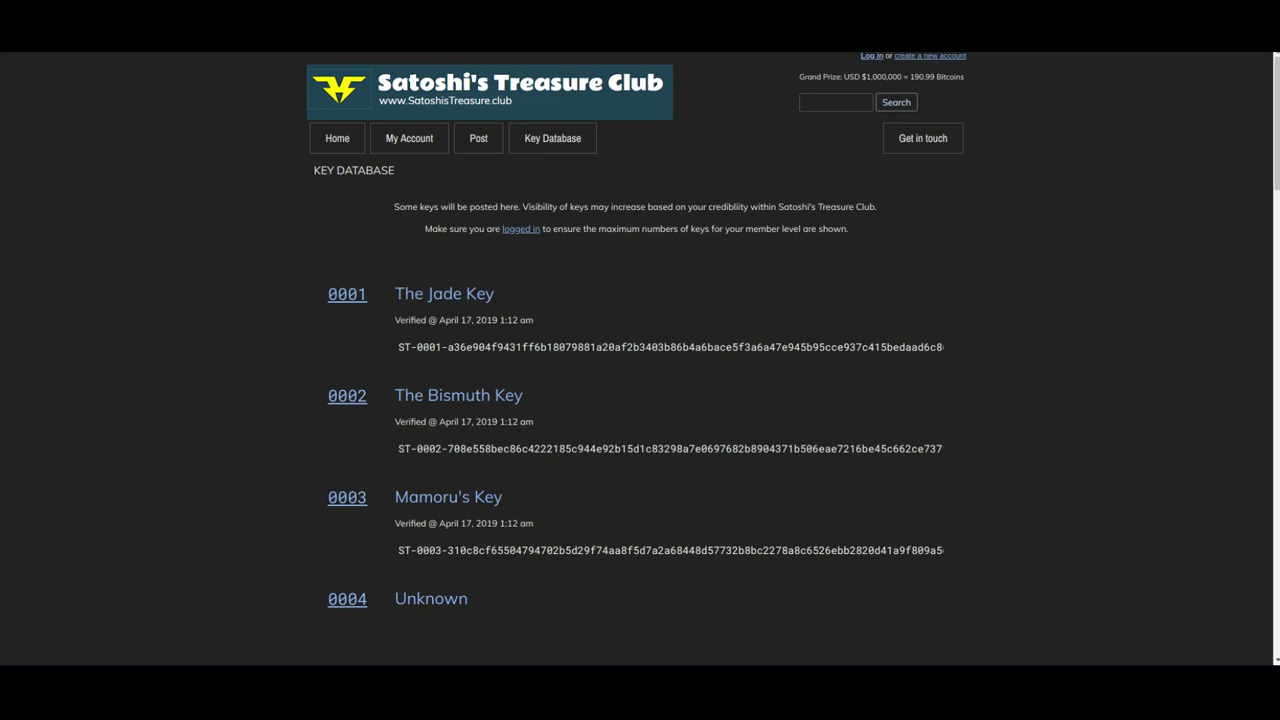 Log in or create a new account
Satoshi's Treasure Club
www.SatoshisTreasure.club
Grand Prize: USD $1,000,000 = 190.99 Bitcoins
Search
Home My Account Post Key Database Get in touch
KEY DATABASE
Some keys will be posted here. Visibility of keys may increase based on your crediblity within Satoshi's Treasure Club.
Make sure you are logged in to ensure the maximum numbers of keys for your member level are shown.
0001 The Jade Key
Verified @ April 17, 2019 1:12 am
ST-0001-a36e904f9431ff6b18079881a20af2b3403b86b4a6bace5f3a6a47e945b95cce937c415bedaad6c8
0002 The Bismuth Key
Verified @ April 17, 2019 1:12 am
ST-0002-708e558bec86c4222185c944e92b15d1c83298a7e0697682b8904371b506eae7216be45c662ce737
0003 Mamoru's Key
Verified @ April 17, 2019 1:12 am
ST-0003-310c8cf65504794702b5d29f74aa8f5d7a2a68448d57732b8bc2278a8c6526ebb2820d41a9f809a5
0004 Unknown